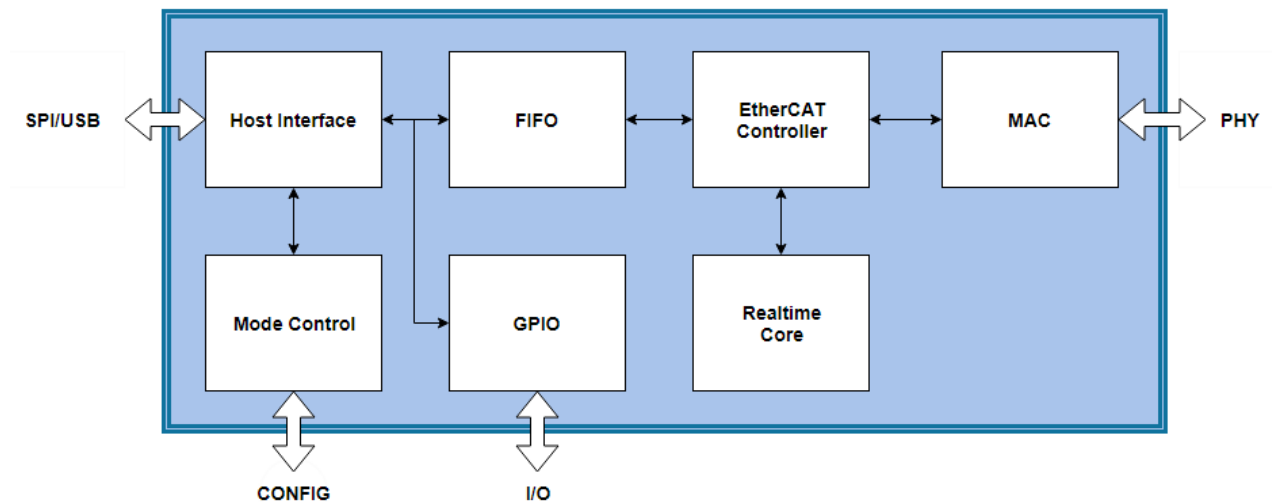 SPI/USB
Host Interface
FIFO
EtherCAT
Controller
MAC
PHY
Mode Control
GPIO
Realtime
Core
CONFIG
I/O